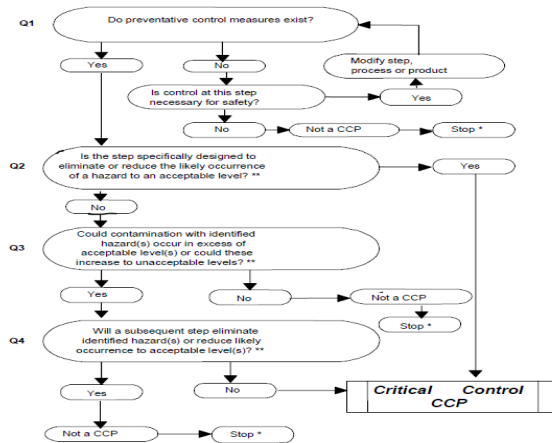 Q1
Do preventative control measures exist?
Yes
No
Modify step,
process or product
Is control at this step
necessary for safety?
Yes
No
Not a CCP
Stop *
Q2
Is the step specifically designed to
eliminate or reduce the likely occurrence
of a hazard to an acceptable level? **
Yes
No
Q3
Could contamination with identified
hazard(s) occur in excess of
acceptable level(s) or could these
increase to unacceptable levels? **
Yes
No
Not a CCP
Stop *
Q4
Will a subsequent step eliminate
identified hazard(s) or reduce likely
occurrence to acceptable level(s)? **
Yes
No
Critical Control
CCP
Not a CCP
Stop *